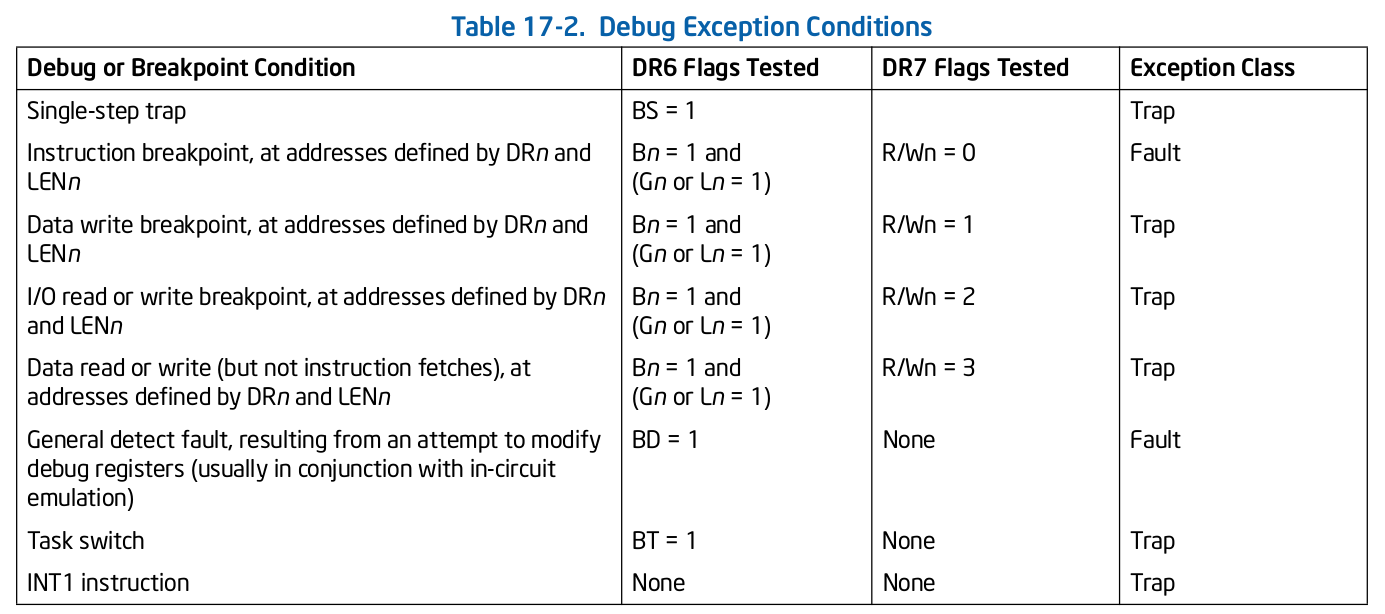 Table 17-2. Debug Exception Conditions
Debug or Breakpoint Condition DR6 Flags Tested DR7 Flags Tested Exception Class
Single-step trap BS = 1 Trap
Instruction breakpoint, at addresses defined by DRn and Bn = 1 and R/Wn = 0 Fault
LENn (Gn or Ln = 1)
Data write breakpoint, at addresses defined by DRn and Bn = 1 and R/Wn = 1 Trap
LENn (Gn or Ln = 1)
I/O read or write breakpoint, at addresses defined by DRn Bn = 1 and R/Wn = 2 Trap
and LENn (Gn or Ln = 1)
Data read or write (but not instruction fetches), at Bn = 1 and R/Wn = 3 Trap
addresses defined by DRn and LENn (Gn or Ln = 1)
General detect fault, resulting from an attempt to modify BD = 1 None Fault
debug registers (usually in conjunction with in-circuit
emulation)
Task switch BT = 1 None Trap
INT1 instruction None None Trap